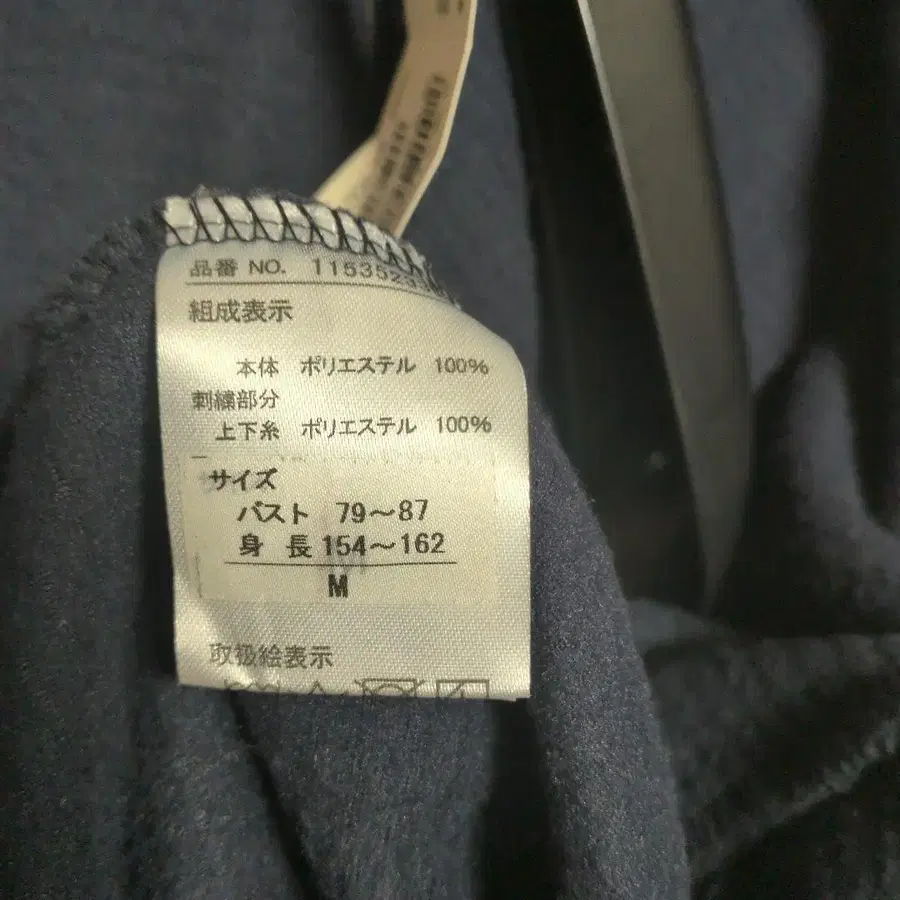 品番 NO. 1153523
組成表示
本体 ポリエステル 100%
刺繍部分
上下糸 ポリエステル 100%
サイズ
バスト 79～87
身長 154～162
M
取扱絵表示